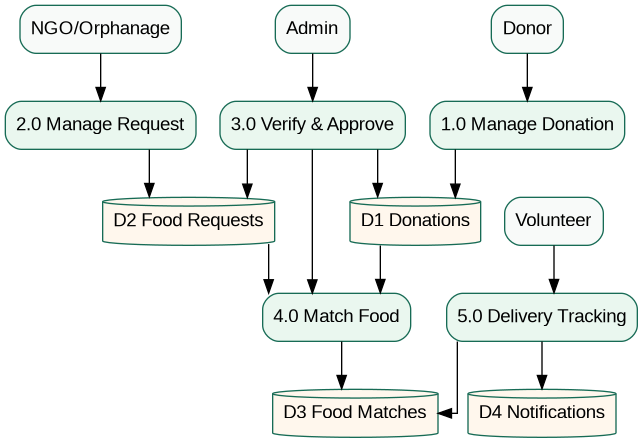 NGO/Orphanage
Admin
Donor
2.0 Manage Request
3.0 Verify & Approve
1.0 Manage Donation
D2 Food Requests
D1 Donations
Volunteer
4.0 Match Food
5.0 Delivery Tracking
D3 Food Matches
D4 Notifications